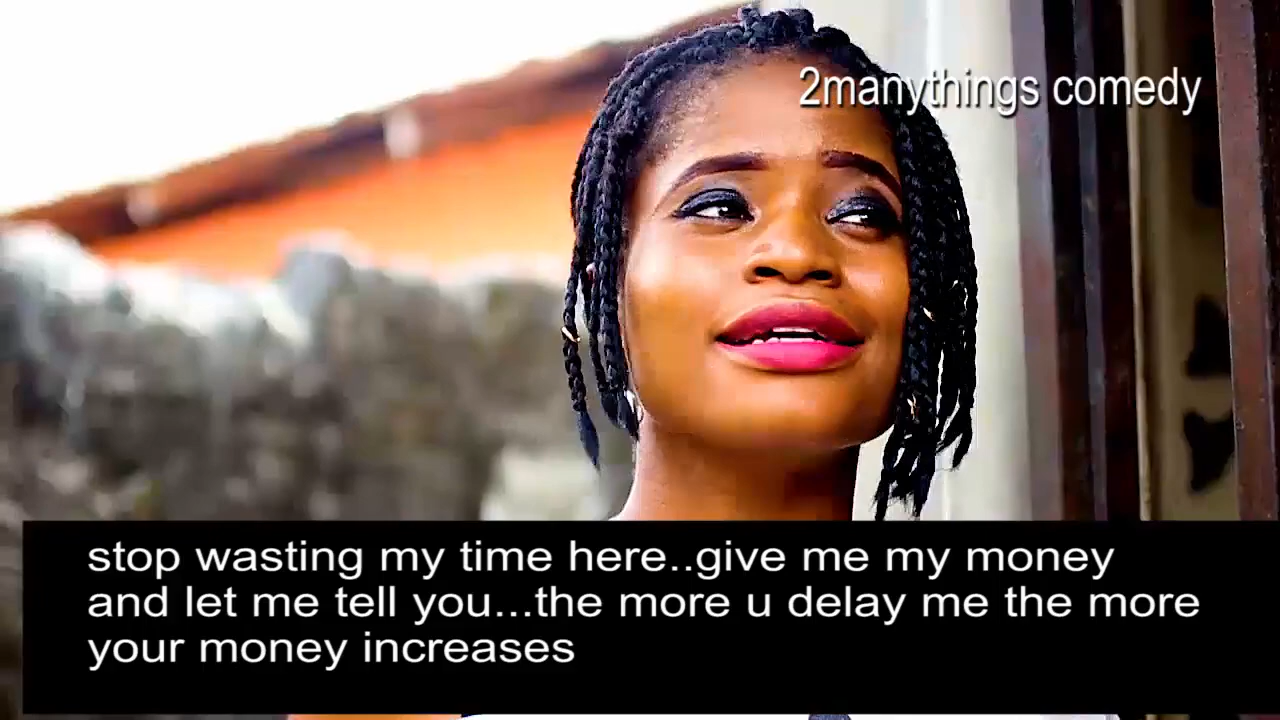 2manythings comedy
stop wasting my time here..give me my money
and let me tell you...the more u delay me the more
your money increases